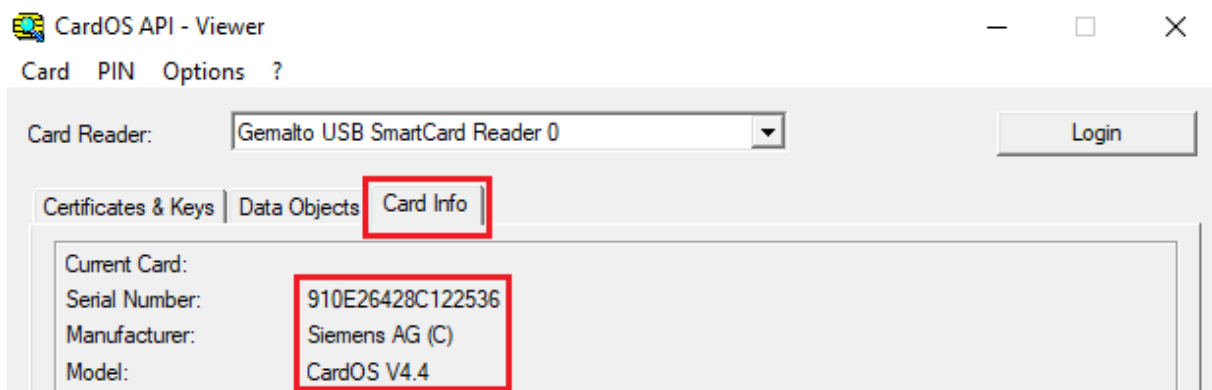 CardOS API - Viewer
Card PIN Options ?
Card Reader: Gemalto USB SmartCard Reader 0 Login
Certificates & Keys Data Objects Card Info
Current Card:
Serial Number: 910E26428C122536
Manufacturer: Siemens AG (C)
Model: CardOS V4.4